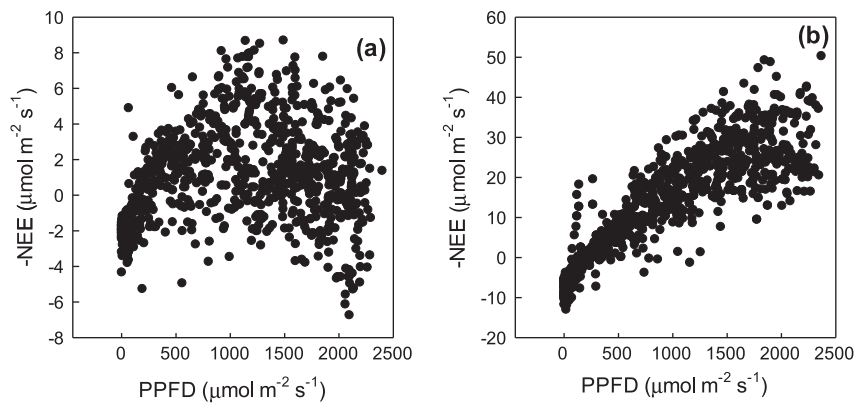 (a)
10
8
6
4
2
0
-2
-4
-6
-8
-NEE (μmol m⁻² s⁻¹)
0 500 1000 1500 2000 2500
PPFD (μmol m⁻² s⁻¹)
(b)
60
50
40
30
20
10
0
-10
-20
-NEE (μmol m⁻² s⁻¹)
0 500 1000 1500 2000 2500
PPFD (μmol m⁻² s⁻¹)